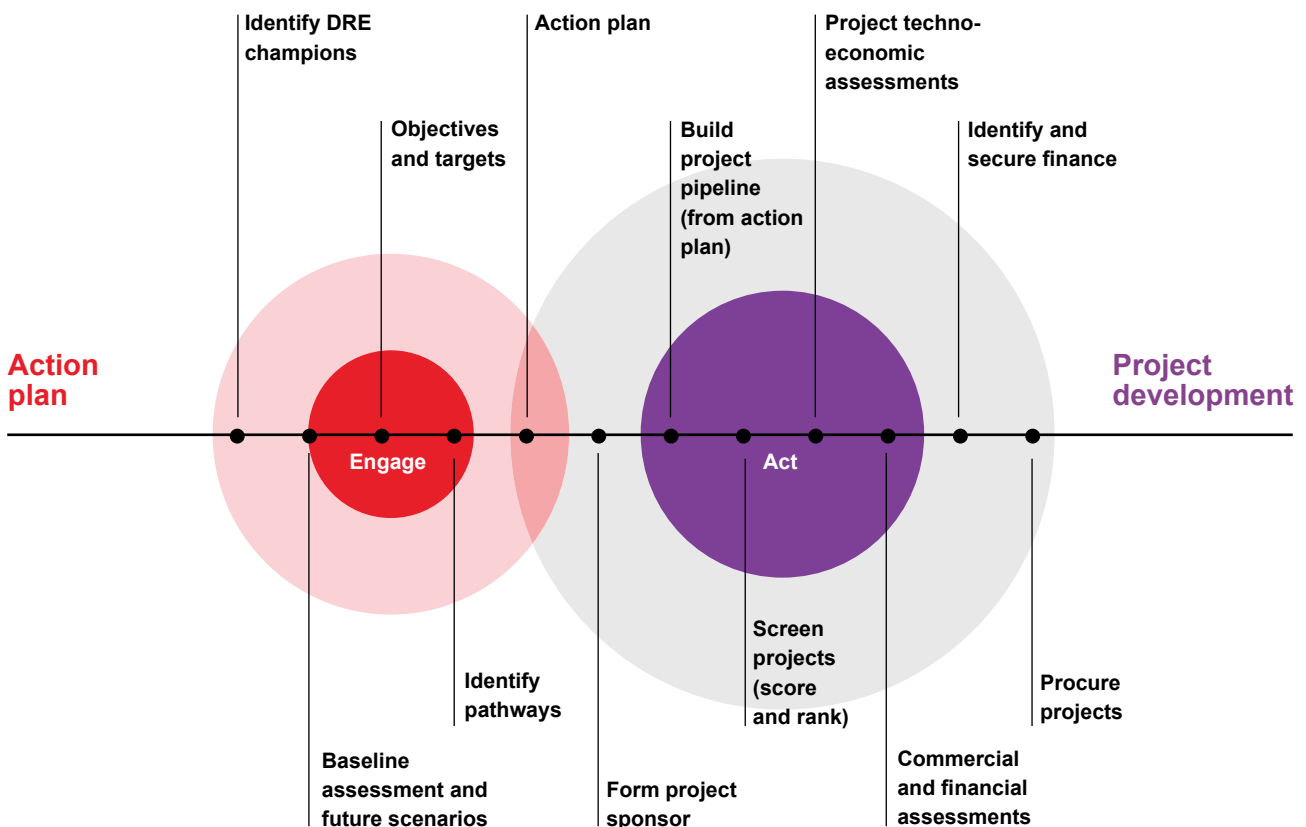 Identify DRE
champions
Action plan
Project techno-
economic
assessments
Objectives
and targets
Build
project
pipeline
(from action
plan)
Identify and
secure finance
Action
plan
Project
development
Engage
Act
Screen
projects
(score
and rank)
Identify
pathways
Procure
projects
Baseline
assessment and
future scenarios
Form project
sponsor
Commercial
and financial
assessments